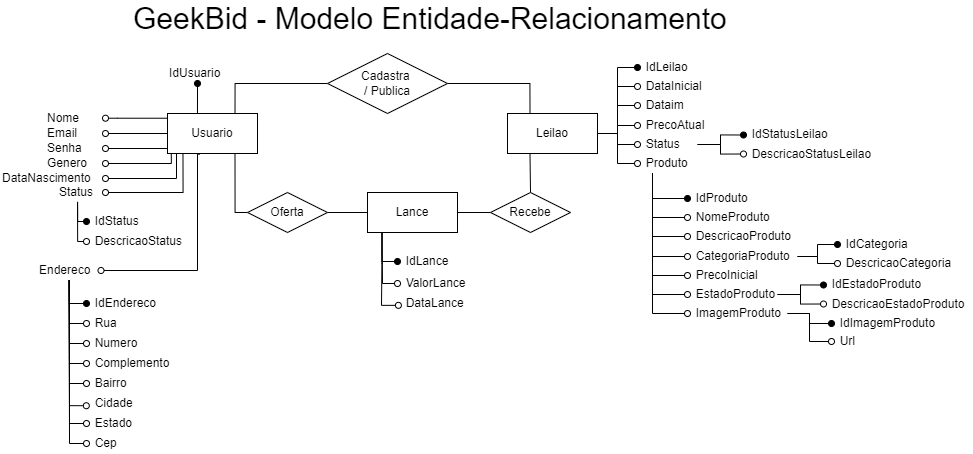 GeekBid - Modelo Entidade-Relacionamento
IdUsuario
Cadastra
/ Publica
Nome
Email
Senha
Genero
DataNascimento
Status
IdStatus
DescricaoStatus
Usuario
Endereco
IdEndereco
Rua
Numero
Complemento
Bairro
Cidade
Estado
Cep
Oferta
Lance
IdLance
ValorLance
DataLance
Recebe
Leilao
IdLeilao
DataInicial
Dataim
PrecoAtual
Status
IdStatusLeilao
DescricaoStatusLeilao
Produto
IdProduto
NomeProduto
DescricaoProduto
CategoriaProduto
IdCategoria
DescricaoCategoria
PrecoInicial
EstadoProduto
IdEstadoProduto
DescricaoEstadoProduto
ImagemProduto
IdImagemProduto
Url